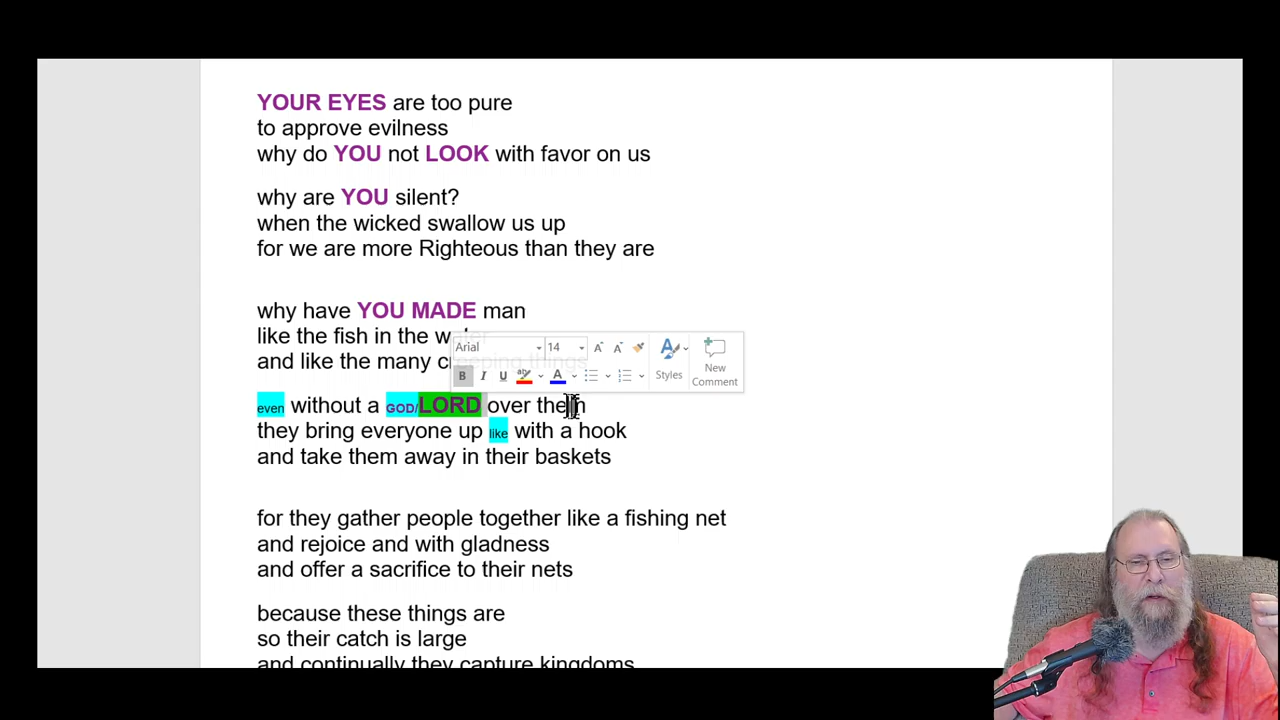 YOUR EYES are too pure
to approve evilness
why do YOU not LOOK with favor on us
why are YOU silent?
when the wicked swallow us up
for we are more Righteous than they are
why have YOU MADE man
like the fish in the water
and like the many creeping things
Arial 14
B I U A Styles New Comment
even without a GOD/LORD over them
they bring everyone up like with a hook
and take them away in their baskets
for they gather people together like a fishing net
and rejoice and with gladness
and offer a sacrifice to their nets
because these things are
so their catch is large
and continually they capture kingdoms